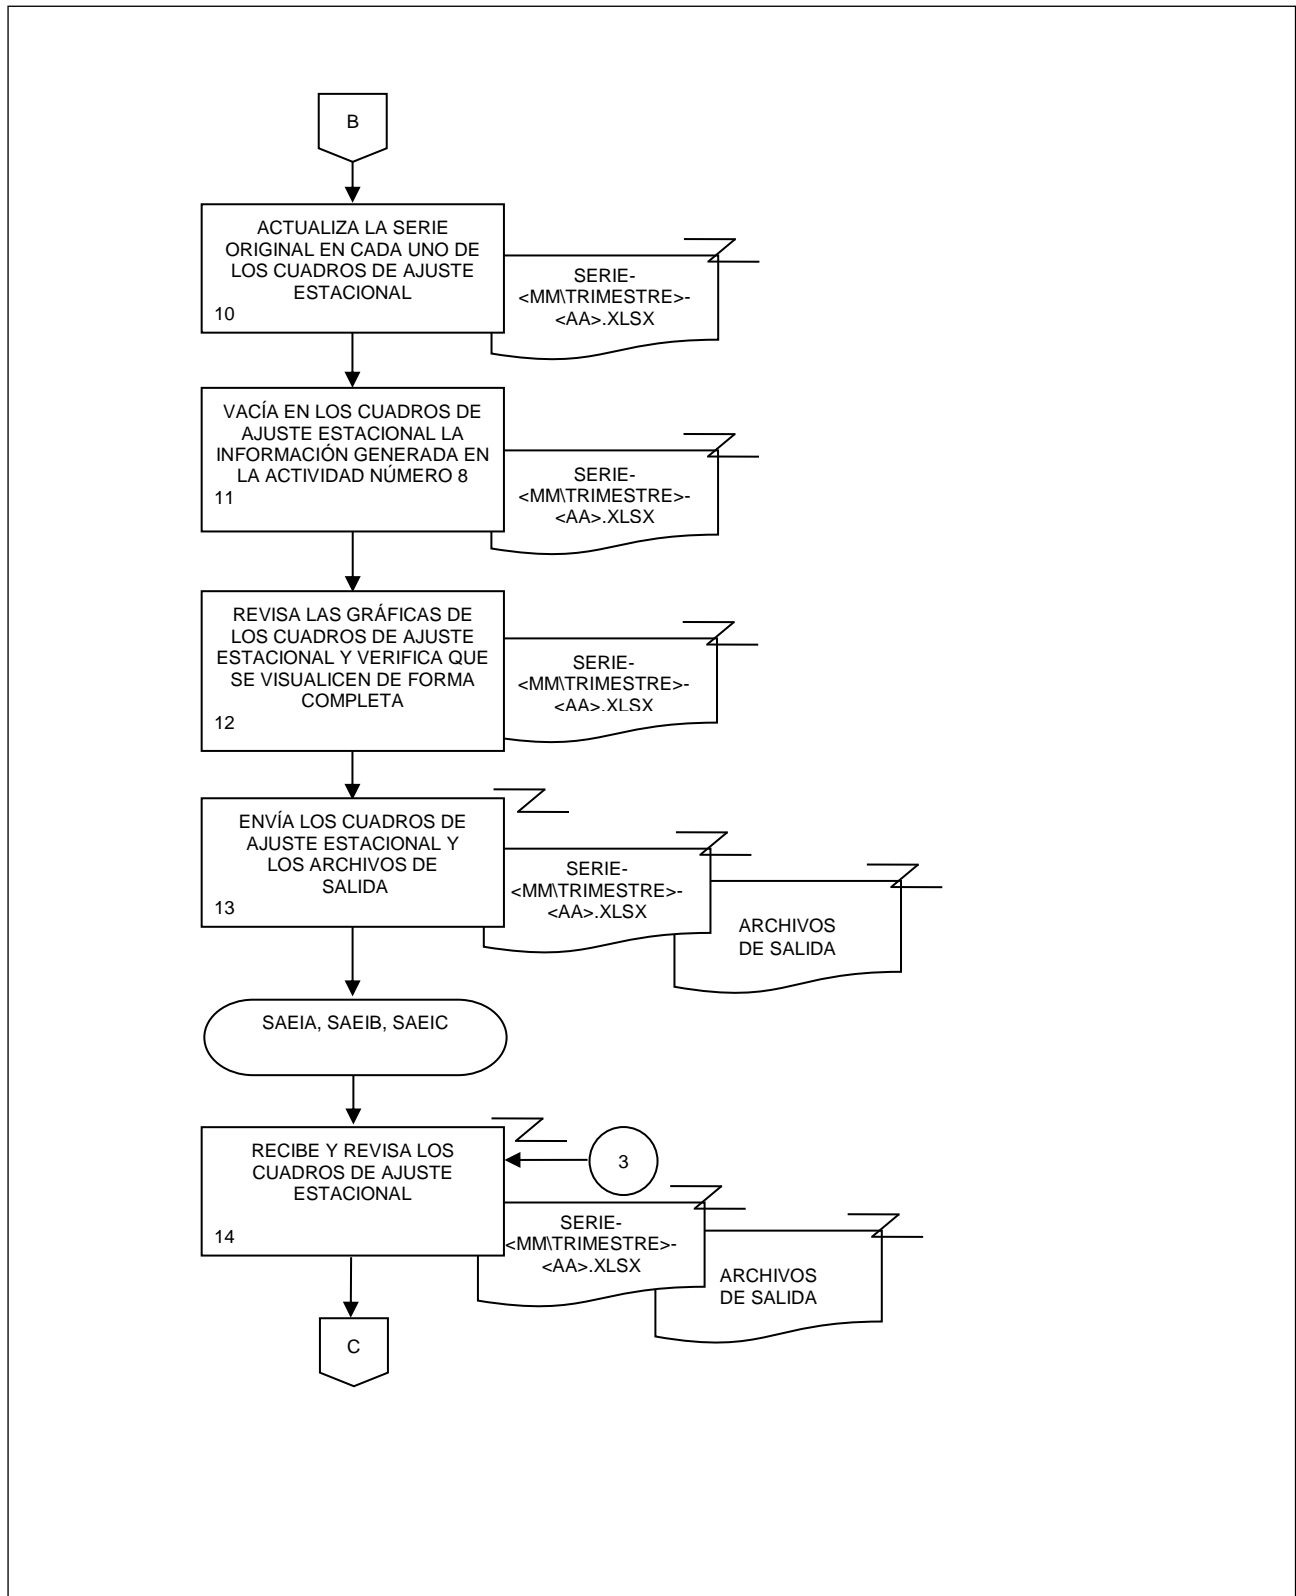 B
ACTUALIZA LA SERIE
ORIGINAL EN CADA UNO DE
LOS CUADROS DE AJUSTE
ESTACIONAL
10
SERIE-
<MM\TRIMESTRE>-
<AA>.XLSX
VACÍA EN LOS CUADROS DE
AJUSTE ESTACIONAL LA
INFORMACIÓN GENERADA EN
LA ACTIVIDAD NÚMERO 8
11
SERIE-
<MM\TRIMESTRE>-
<AA>.XLSX
REVISA LAS GRÁFICAS DE
LOS CUADROS DE AJUSTE
ESTACIONAL Y VERIFICA QUE
SE VISUALICEN DE FORMA
COMPLETA
12
SERIE-
<MM\TRIMESTRE>-
<AA>.XLSX
ENVÍA LOS CUADROS DE
AJUSTE ESTACIONAL Y
LOS ARCHIVOS DE
SALIDA
13
SERIE-
<MM\TRIMESTRE>-
<AA>.XLSX
ARCHIVOS
DE SALIDA
SAEIA, SAEIB, SAEIC
RECIBE Y REVISA LOS
CUADROS DE AJUSTE
ESTACIONAL
14
3
SERIE-
<MM\TRIMESTRE>-
<AA>.XLSX
ARCHIVOS
DE SALIDA
C